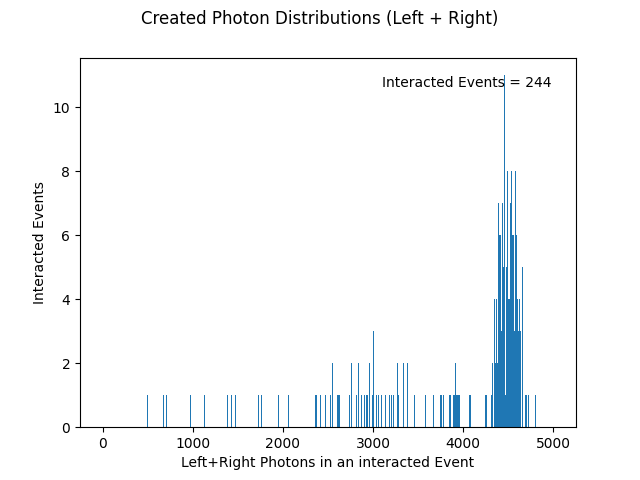 Created Photon Distributions (Left + Right)
Interacted Events = 244
10
8
6
4
2
0
Interacted Events
0 1000 2000 3000 4000 5000
Left+Right Photons in an interacted Event